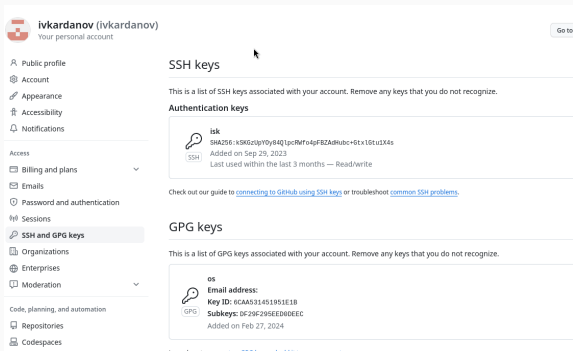 ivkardanov (ivkardanov)
Your personal account
Go to
Public profile
Account
Appearance
Accessibility
Notifications
Access
Billing and plans
Emails
Password and authentication
Sessions
SSH and GPG keys
Organizations
Enterprises
Moderation
Code, planning, and automation
Repositories
Codespaces
SSH keys
This is a list of SSH keys associated with your account. Remove any keys that you do not recognize.
Authentication keys
isk
SHA256:kSKGzUpYOy84QlpcRWfo4pFBZAdHubc+GtxlGtu1X4s
SSH
Added on Sep 29, 2023
Last used within the last 3 months — Read/write
Check out our guide to connecting to GitHub using SSH keys or troubleshoot common SSH problems.
GPG keys
This is a list of GPG keys associated with your account. Remove any keys that you do not recognize.
os
Email address:
Key ID: 6CAA531451951E1B
GPG
Subkeys: DF29F295EED0DEEC
Added on Feb 27, 2024